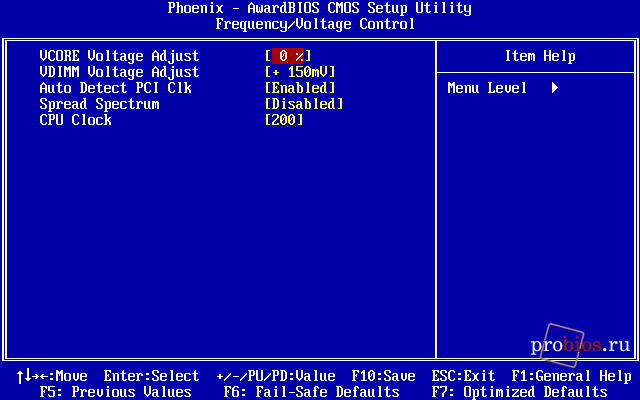 Phoenix - AwardBIOS CMOS Setup Utility
Frequency/Voltage Control
VCORE Voltage Adjust [ 0 %]
VDIMM Voltage Adjust [+ 150mV]
Auto Detect PCI Clk [Enabled]
Spread Spectrum [Disabled]
CPU Clock [200]
Item Help
Menu Level ▶
probios.ru
↑↓→←:Move Enter:Select +/-/PU/PD:Value F10:Save ESC:Exit F1:General Help
F5: Previous Values F6: Fail-Safe Defaults F7: Optimized Defaults